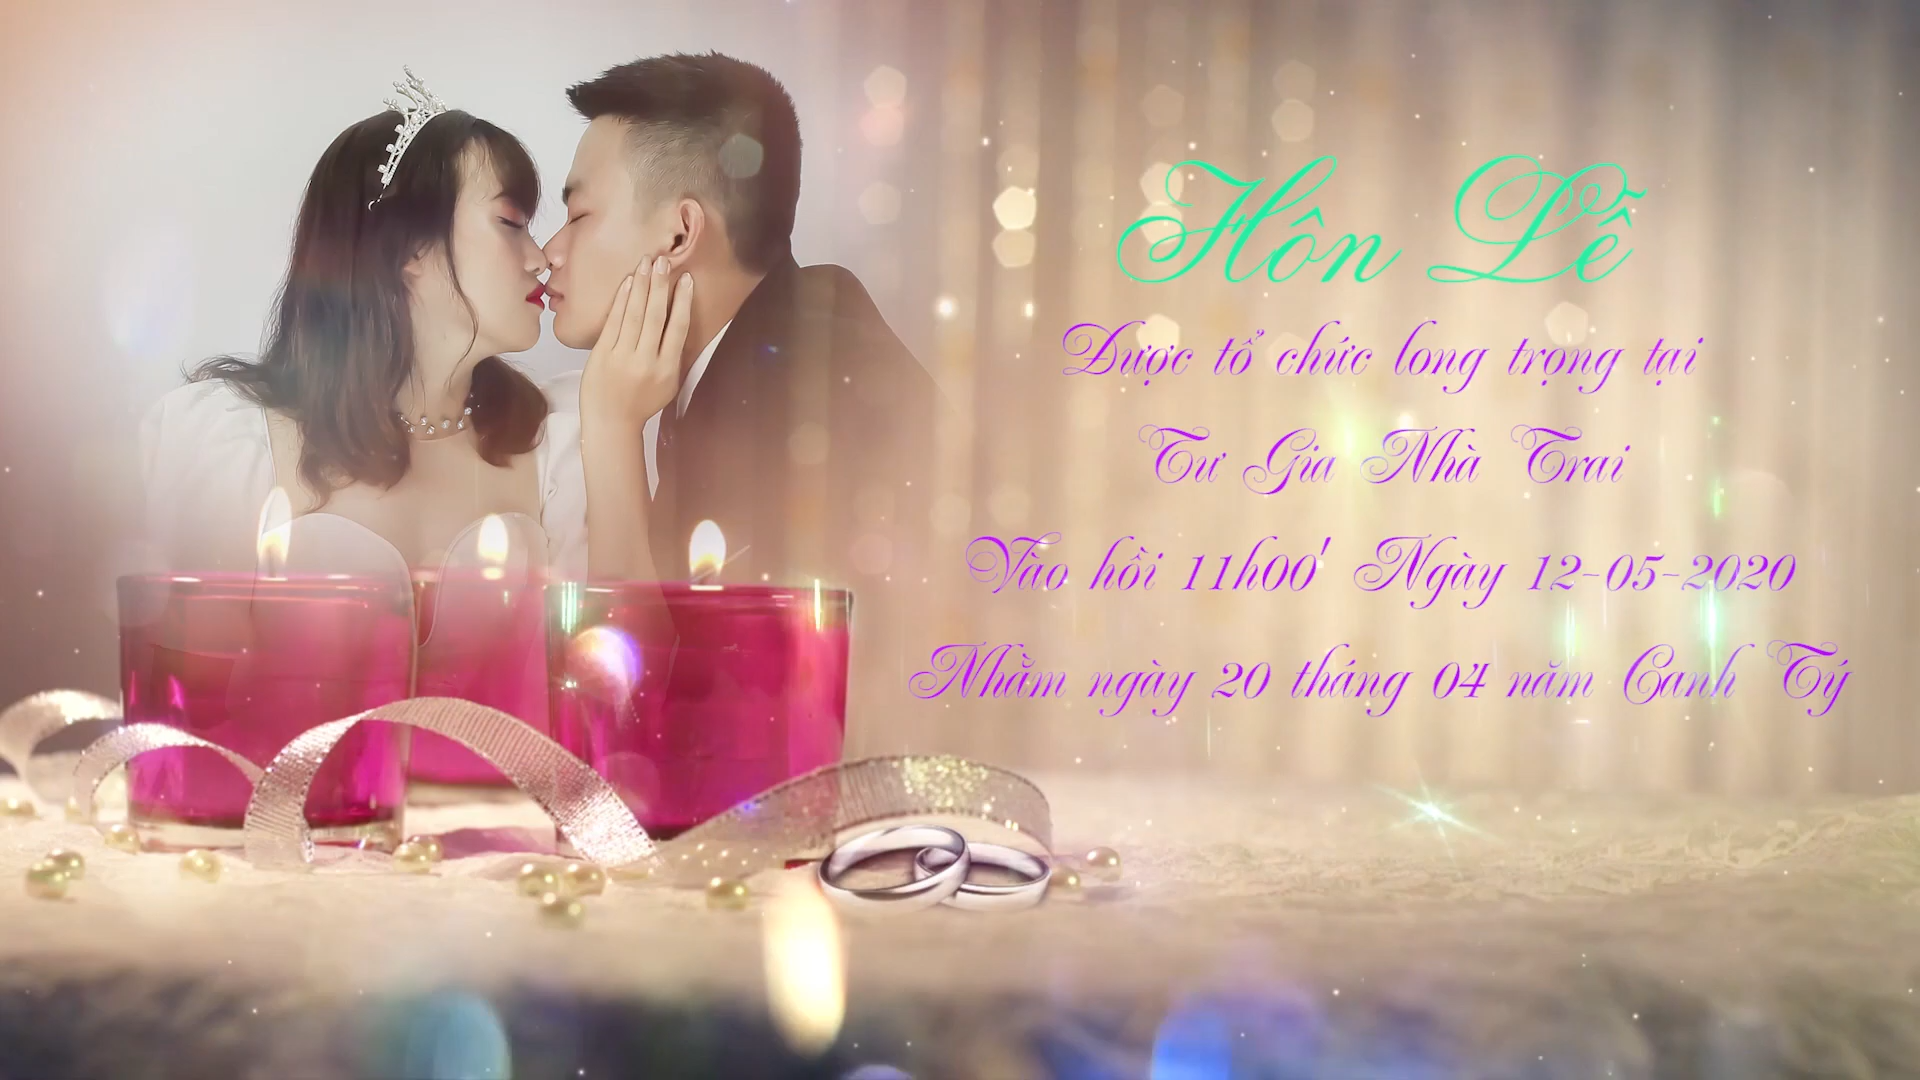 Hôn Lễ
Được tổ chức long trọng tại
Tư Gia Nhà Trai
Vào hồi 11h00' Ngày 12-05-2020
Nhằm ngày 20 tháng 04 năm Canh Tý